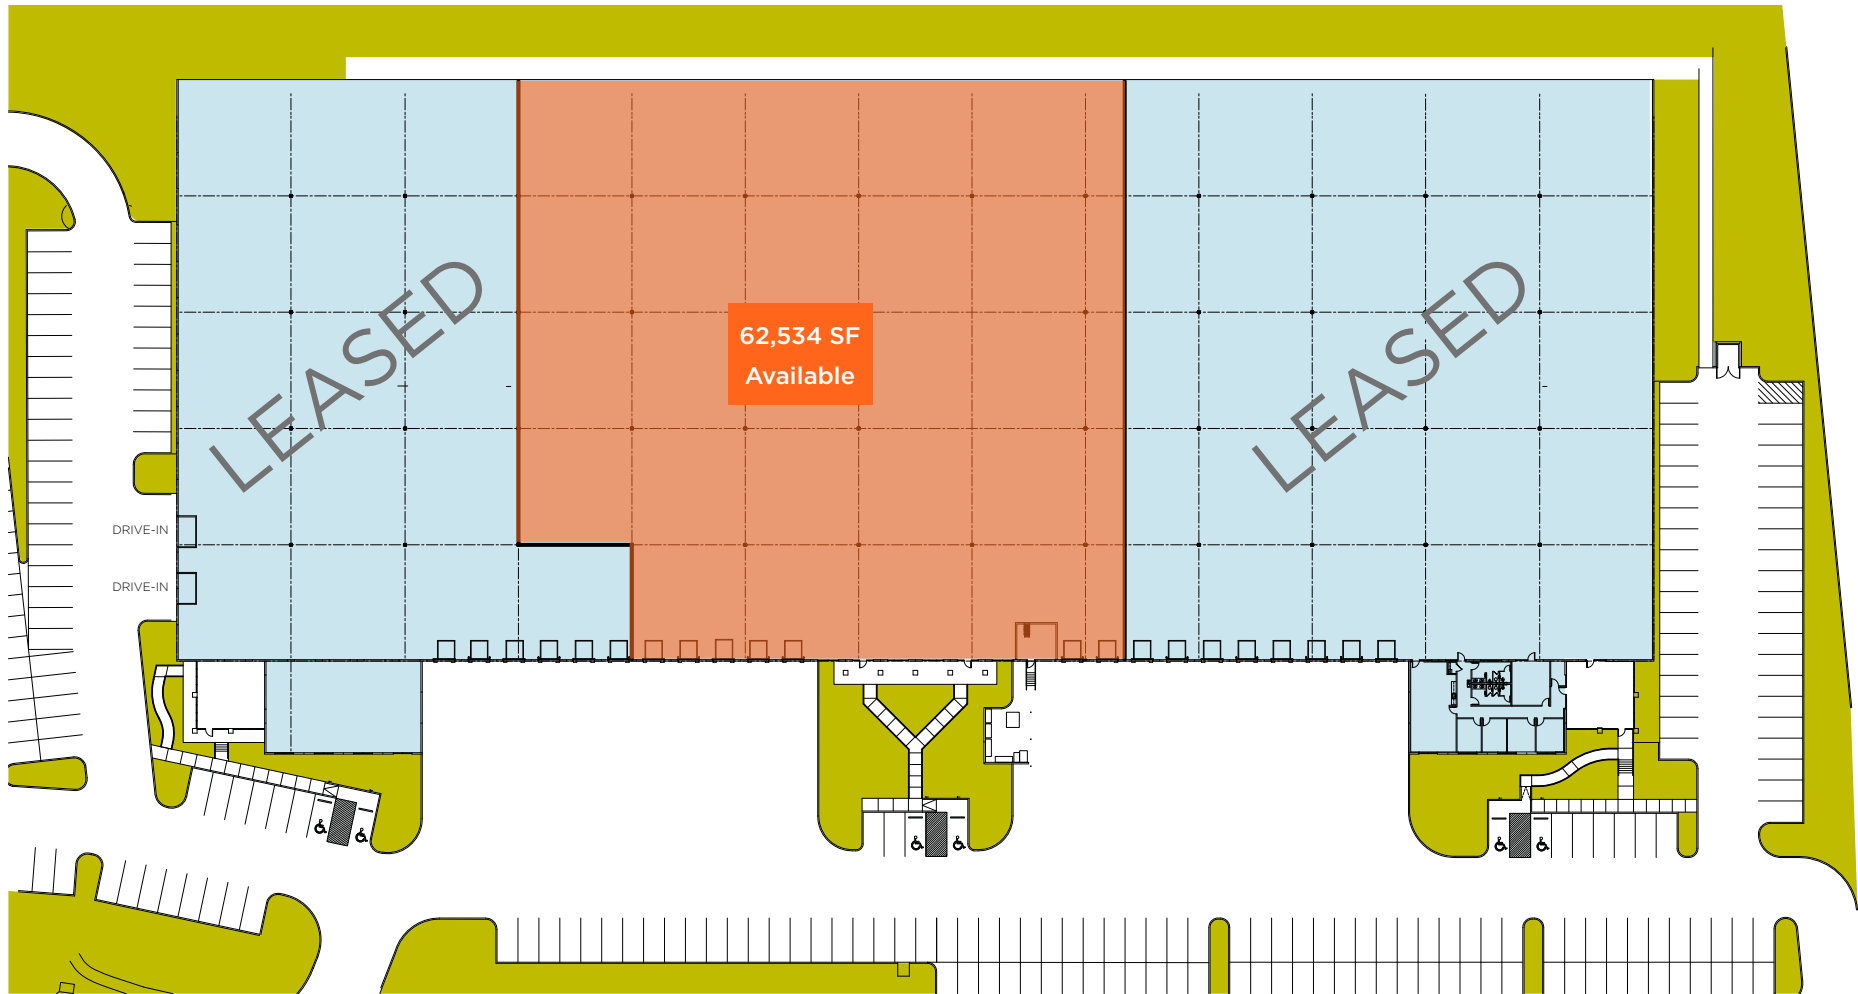 LEASED
62,534 SF
Available
LEASED
DRIVE-IN
DRIVE-IN